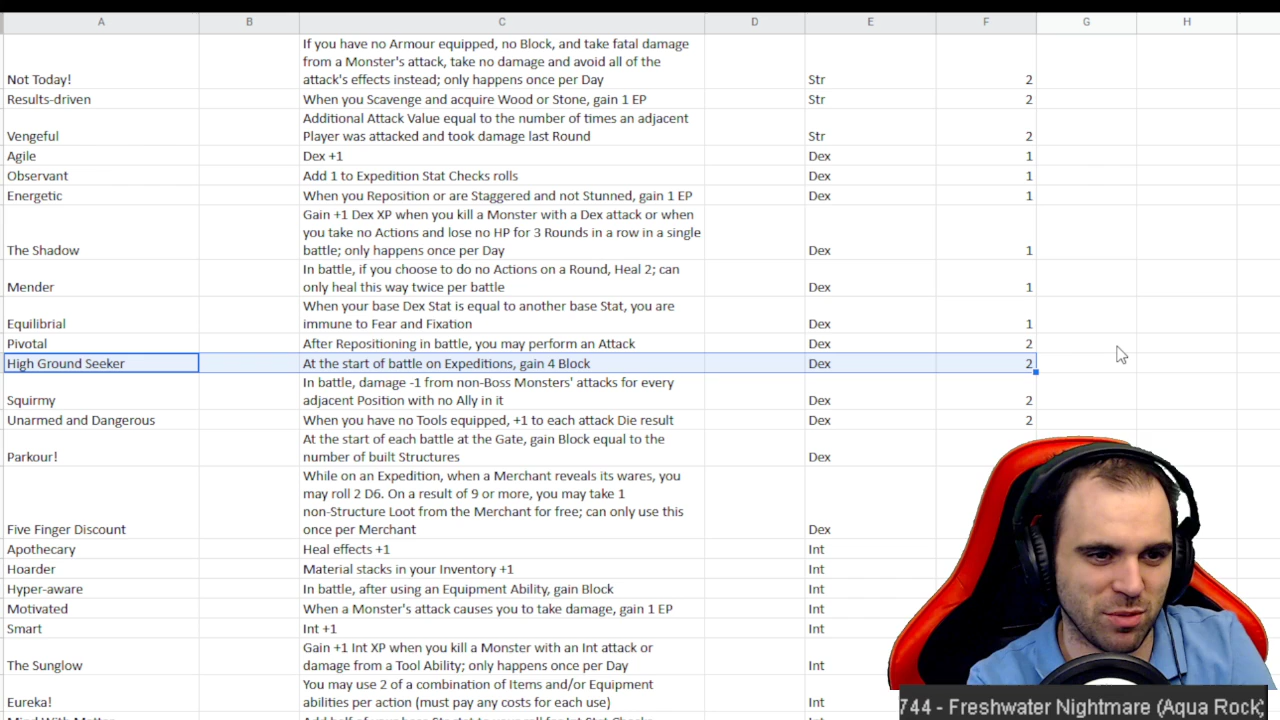 A B C D E F G H
If you have no Armour equipped, no Block, and take fatal damage
from a Monster's attack, take no damage and avoid all of the
Not Today! attack's effects instead; only happens once per Day Str 2
Results-driven When you Scavenge and acquire Wood or Stone, gain 1 EP Str 2
Additional Attack Value equal to the number of times an adjacent
Vengeful Player was attacked and took damage last Round Str 2
Agile Dex +1 Dex 1
Observant Add 1 to Expedition Stat Checks rolls Dex 1
Energetic When you Reposition or are Staggered and not Stunned, gain 1 EP Dex 1
Gain +1 Dex XP when you kill a Monster with a Dex attack or when
you take no Actions and lose no HP for 3 Rounds in a row in a single
The Shadow battle; only happens once per Day Dex 1
In battle, if you choose to do no Actions on a Round, Heal 2; can
Mender only heal this way twice per battle Dex 1
When your base Dex Stat is equal to another base Stat, you are
Equilibrial immune to Fear and Fixation Dex 1
Pivotal After Repositioning in battle, you may perform an Attack Dex 2
High Ground Seeker At the start of battle on Expeditions, gain 4 Block Dex 2
In battle, damage -1 from non-Boss Monsters' attacks for every
Squirmy adjacent Position with no Ally in it Dex 2
Unarmed and Dangerous When you have no Tools equipped, +1 to each attack Die result Dex 2
At the start of each battle at the Gate, gain Block equal to the
Parkour! number of built Structures Dex
While on an Expedition, when a Merchant reveals its wares, you
may roll 2 D6. On a result of 9 or more, you may take 1
non-Structure Loot from the Merchant for free; can only use this
Five Finger Discount once per Merchant Dex
Apothecary Heal effects +1 Int
Hoarder Material stacks in your Inventory +1 Int
Hyper-aware In battle, after using an Equipment Ability, gain Block Int
Motivated When a Monster's attack causes you to take damage, gain 1 EP Int
Smart Int +1 Int
Gain +1 Int XP when you kill a Monster with an Int attack or
The Sunglow damage from a Tool Ability; only happens once per Day Int
You may use 2 of a combination of Items and/or Equipment
Eureka! abilities per action (must pay any costs for each use) Int
744 - Freshwater Nightmare (Aqua Rock)